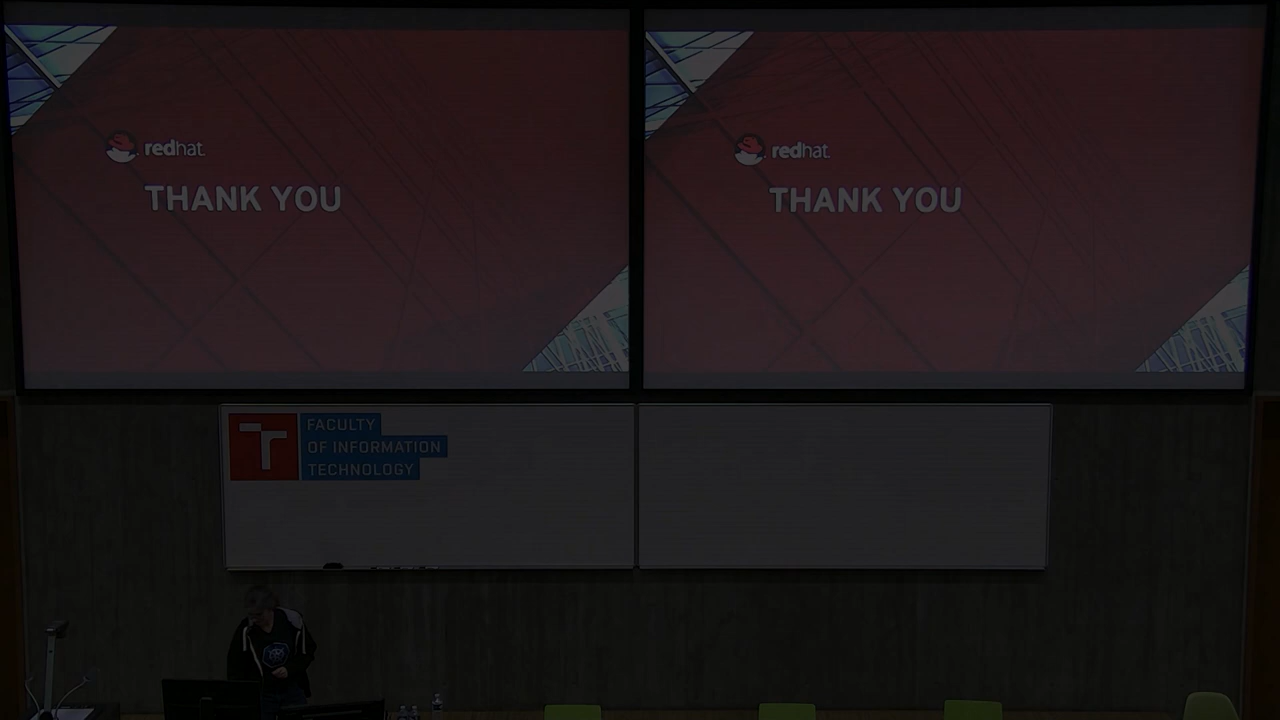 redhat
THANK YOU
redhat
THANK YOU
FACULTY
OF INFORMATION
TECHNOLOGY